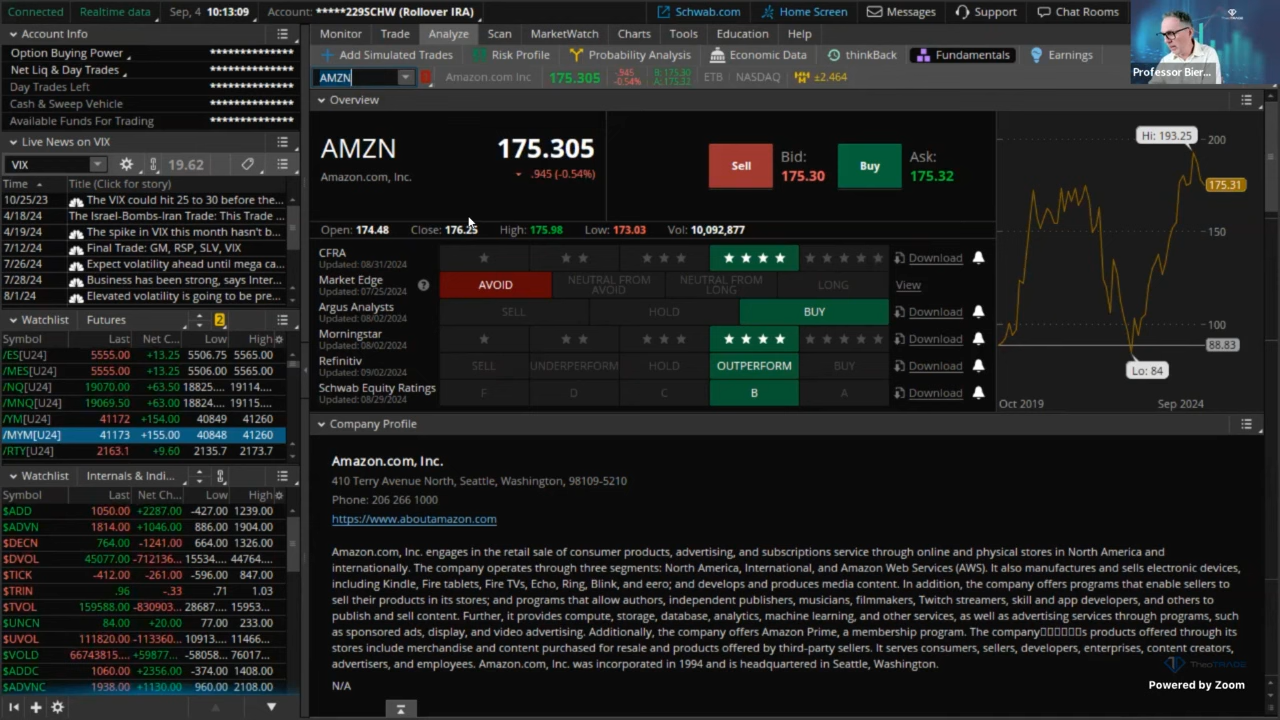 Connected Realtime data Sep, 4 10:13:09 Account: *****229SCHW (Rollover IRA) Schwab.com Home Screen Messages Support Chat Rooms
Account Info
Option Buying Power **************
Net Liq & Day Trades **************
Day Trades Left **************
Cash & Sweep Vehicle **************
Available Funds For Trading **************
Live News on VIX
VIX 19.62
Time Title (Click for story)
10/25/23 The VIX could hit 25 to 30 before the...
4/18/24 The Israel-Bombs-Iran Trade: This Trade ...
4/19/24 The spike in VIX this month hasn't b...
7/12/24 Final Trade: GM, RSP, SLV, VIX
7/26/24 Expect volatility ahead until mega ca...
7/28/24 Business has been strong, says Inter...
8/1/24 Elevated volatility is going to be pre...
Watchlist Futures 2
Symbol Last Net C... Low High
/ES[U24] 5555.00 +13.25 5506.75 5565.00
/MES[U24] 5555.00 +13.25 5506.00 5565.00
/NQ[U24] 19070.00 +63.50 18825.... 19114....
/MNQ[U24] 19069.50 +63.00 18824.... 19115....
/YM[U24] 41172 +154.00 40849 41260
/MYM[U24] 41173 +155.00 40848 41260
/RTY[U24] 2163.1 +9.60 2135.7 2173.7
Watchlist Internals & Indi...
Symbol Last Net Ch... Low High
$ADD 1050.00 +2287.00 -427.00 1239.00
$ADVN 1814.00 +1046.00 886.00 1904.00
$DECN 764.00 -1241.00 664.00 1326.00
$DVOL 45077.00 -712136... 15534.... 44764....
$TICK -412.00 -261.00 -596.00 847.00
$TRIN .96 -.33 .71 1.03
$TVOL 159588.00 -830903... 28687.... 15953....
$UNCN 84.00 +20.00 77.00 233.00
$UVOL 111820.00 -113360... 10913.... 11466....
$VOLD 66743815.... +59877... -58058... 76017....
$ADDC 1060.00 +2356.00 -374.00 1408.00
$ADVNC 1938.00 +1130.00 960.00 2108.00
Monitor Trade Analyze Scan MarketWatch Charts Tools Education Help
Add Simulated Trades Risk Profile Probability Analysis Economic Data thinkBack Fundamentals Earnings
AMZN Amazon.com Inc 175.305 -.945 -0.54% B: 175.30 A: 175.32 ETB NASDAQ ±2.464
Professor Bier...
Overview
AMZN 175.305
Amazon.com, Inc. .945 (-0.54%)
Sell Bid: 175.30 Buy Ask: 175.32
Open: 174.48 Close: 176.25 High: 175.98 Low: 173.03 Vol: 10,092,877
CFRA Download
Updated: 08/31/2024
Market Edge AVOID NEUTRAL FROM AVOID NEUTRAL FROM LONG LONG View
Updated: 07/25/2024
Argus Analysts SELL HOLD BUY Download
Updated: 08/02/2024
Morningstar Download
Updated: 08/02/2024
Refinitiv SELL UNDERPERFORM HOLD OUTPERFORM BUY Download
Updated: 09/02/2024
Schwab Equity Ratings F D C B A Download
Updated: 08/29/2024
Hi: 193.25
200
175.31
150
100
88.83
Lo: 84
Oct 2019 Sep 2024
Company Profile
Amazon.com, Inc.
410 Terry Avenue North, Seattle, Washington, 98109-5210
Phone: 206 266 1000
https://www.aboutamazon.com
Amazon.com, Inc. engages in the retail sale of consumer products, advertising, and subscriptions service through online and physical stores in North America and
internationally. The company operates through three segments: North America, International, and Amazon Web Services (AWS). It also manufactures and sells electronic devices,
including Kindle, Fire tablets, Fire TVs, Echo, Ring, Blink, and eero; and develops and produces media content. In addition, the company offers programs that enable sellers to
sell their products in its stores; and programs that allow authors, independent publishers, musicians, filmmakers, Twitch streamers, skill and app developers, and others to
publish and sell content. Further, it provides compute, storage, database, analytics, machine learning, and other services, as well as advertising services through programs, such
as sponsored ads, display, and video advertising. Additionally, the company offers Amazon Prime, a membership program. The company▯▯▯▯▯▯s products offered through its
stores include merchandise and content purchased for resale and products offered by third-party sellers. It serves consumers, sellers, developers, enterprises, content creators,
advertisers, and employees. Amazon.com, Inc. was incorporated in 1994 and is headquartered in Seattle, Washington.
N/A
TheoTRADE
Powered by Zoom